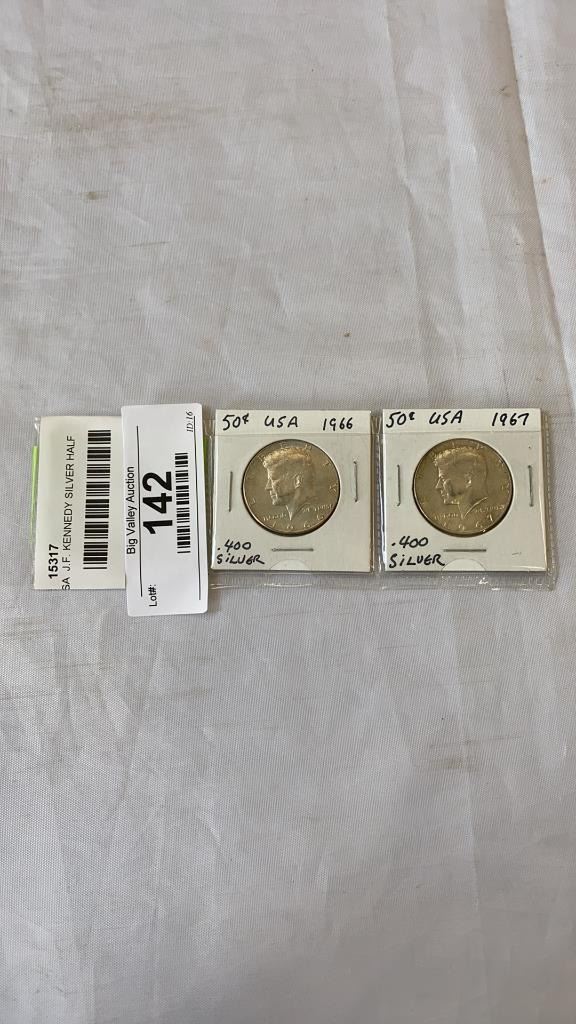 15317
SA J.F. KENNEDY SILVER HALF
Big Valley Auction
Lot#: 142
ID:16
50¢ USA 1966
.400
SILVER
50¢ USA 1967
.400
SILVER